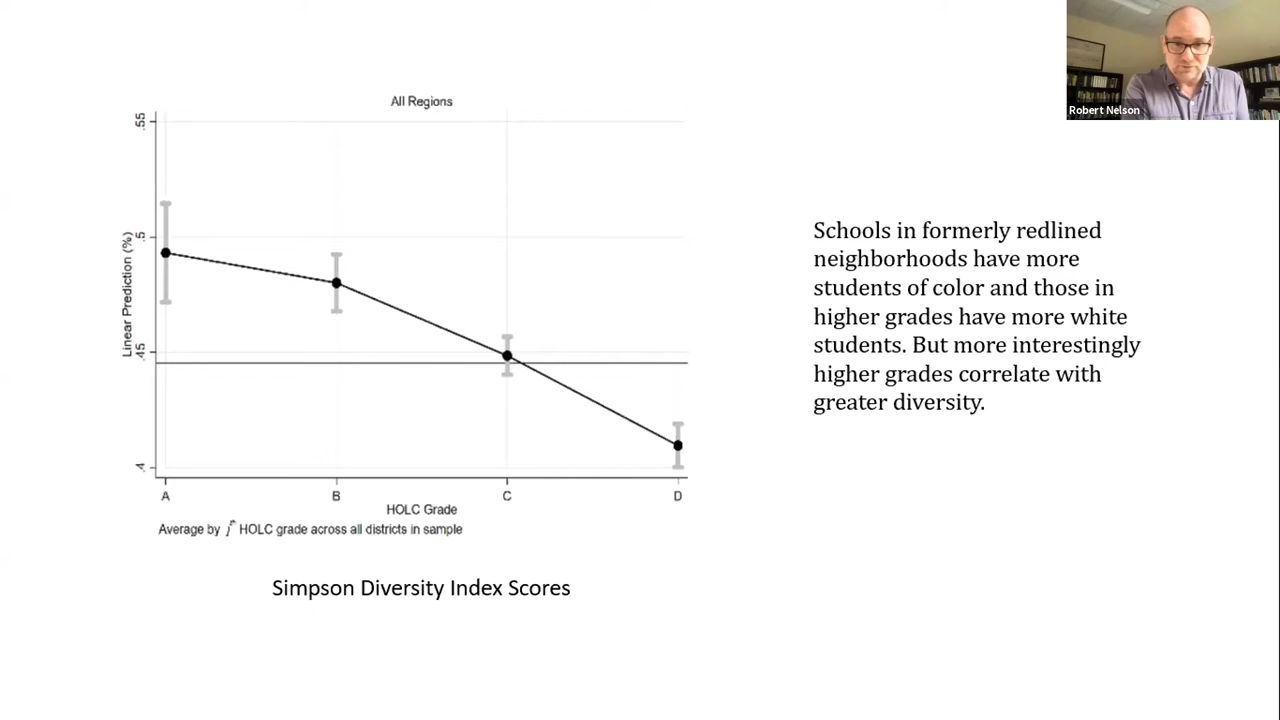 Robert Nelson
All Regions
.55
.5
.45
.4
Linear Prediction (%)
A
B
C
D
HOLC Grade
Average by jth HOLC grade across all districts in sample
Simpson Diversity Index Scores
Schools in formerly redlined
neighborhoods have more
students of color and those in
higher grades have more white
students. But more interestingly
higher grades correlate with
greater diversity.